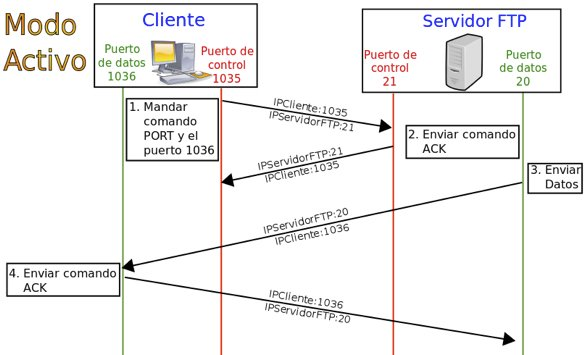 Modo
Activo
Cliente
Puerto
de datos
1036
Puerto de
control
1035
Servidor FTP
Puerto de
control
21
Puerto
de datos
20
1. Mandar
comando
PORT y el
puerto 1036
IPCliente:1035
IPServidorFTP:21
2. Enviar comando
ACK
IPServidorFTP:21
IPCliente:1035
3. Enviar
Datos
IPServidorFTP:20
IPCliente:1036
4. Enviar comando
ACK
IPCliente:1036
IPServidorFTP:20